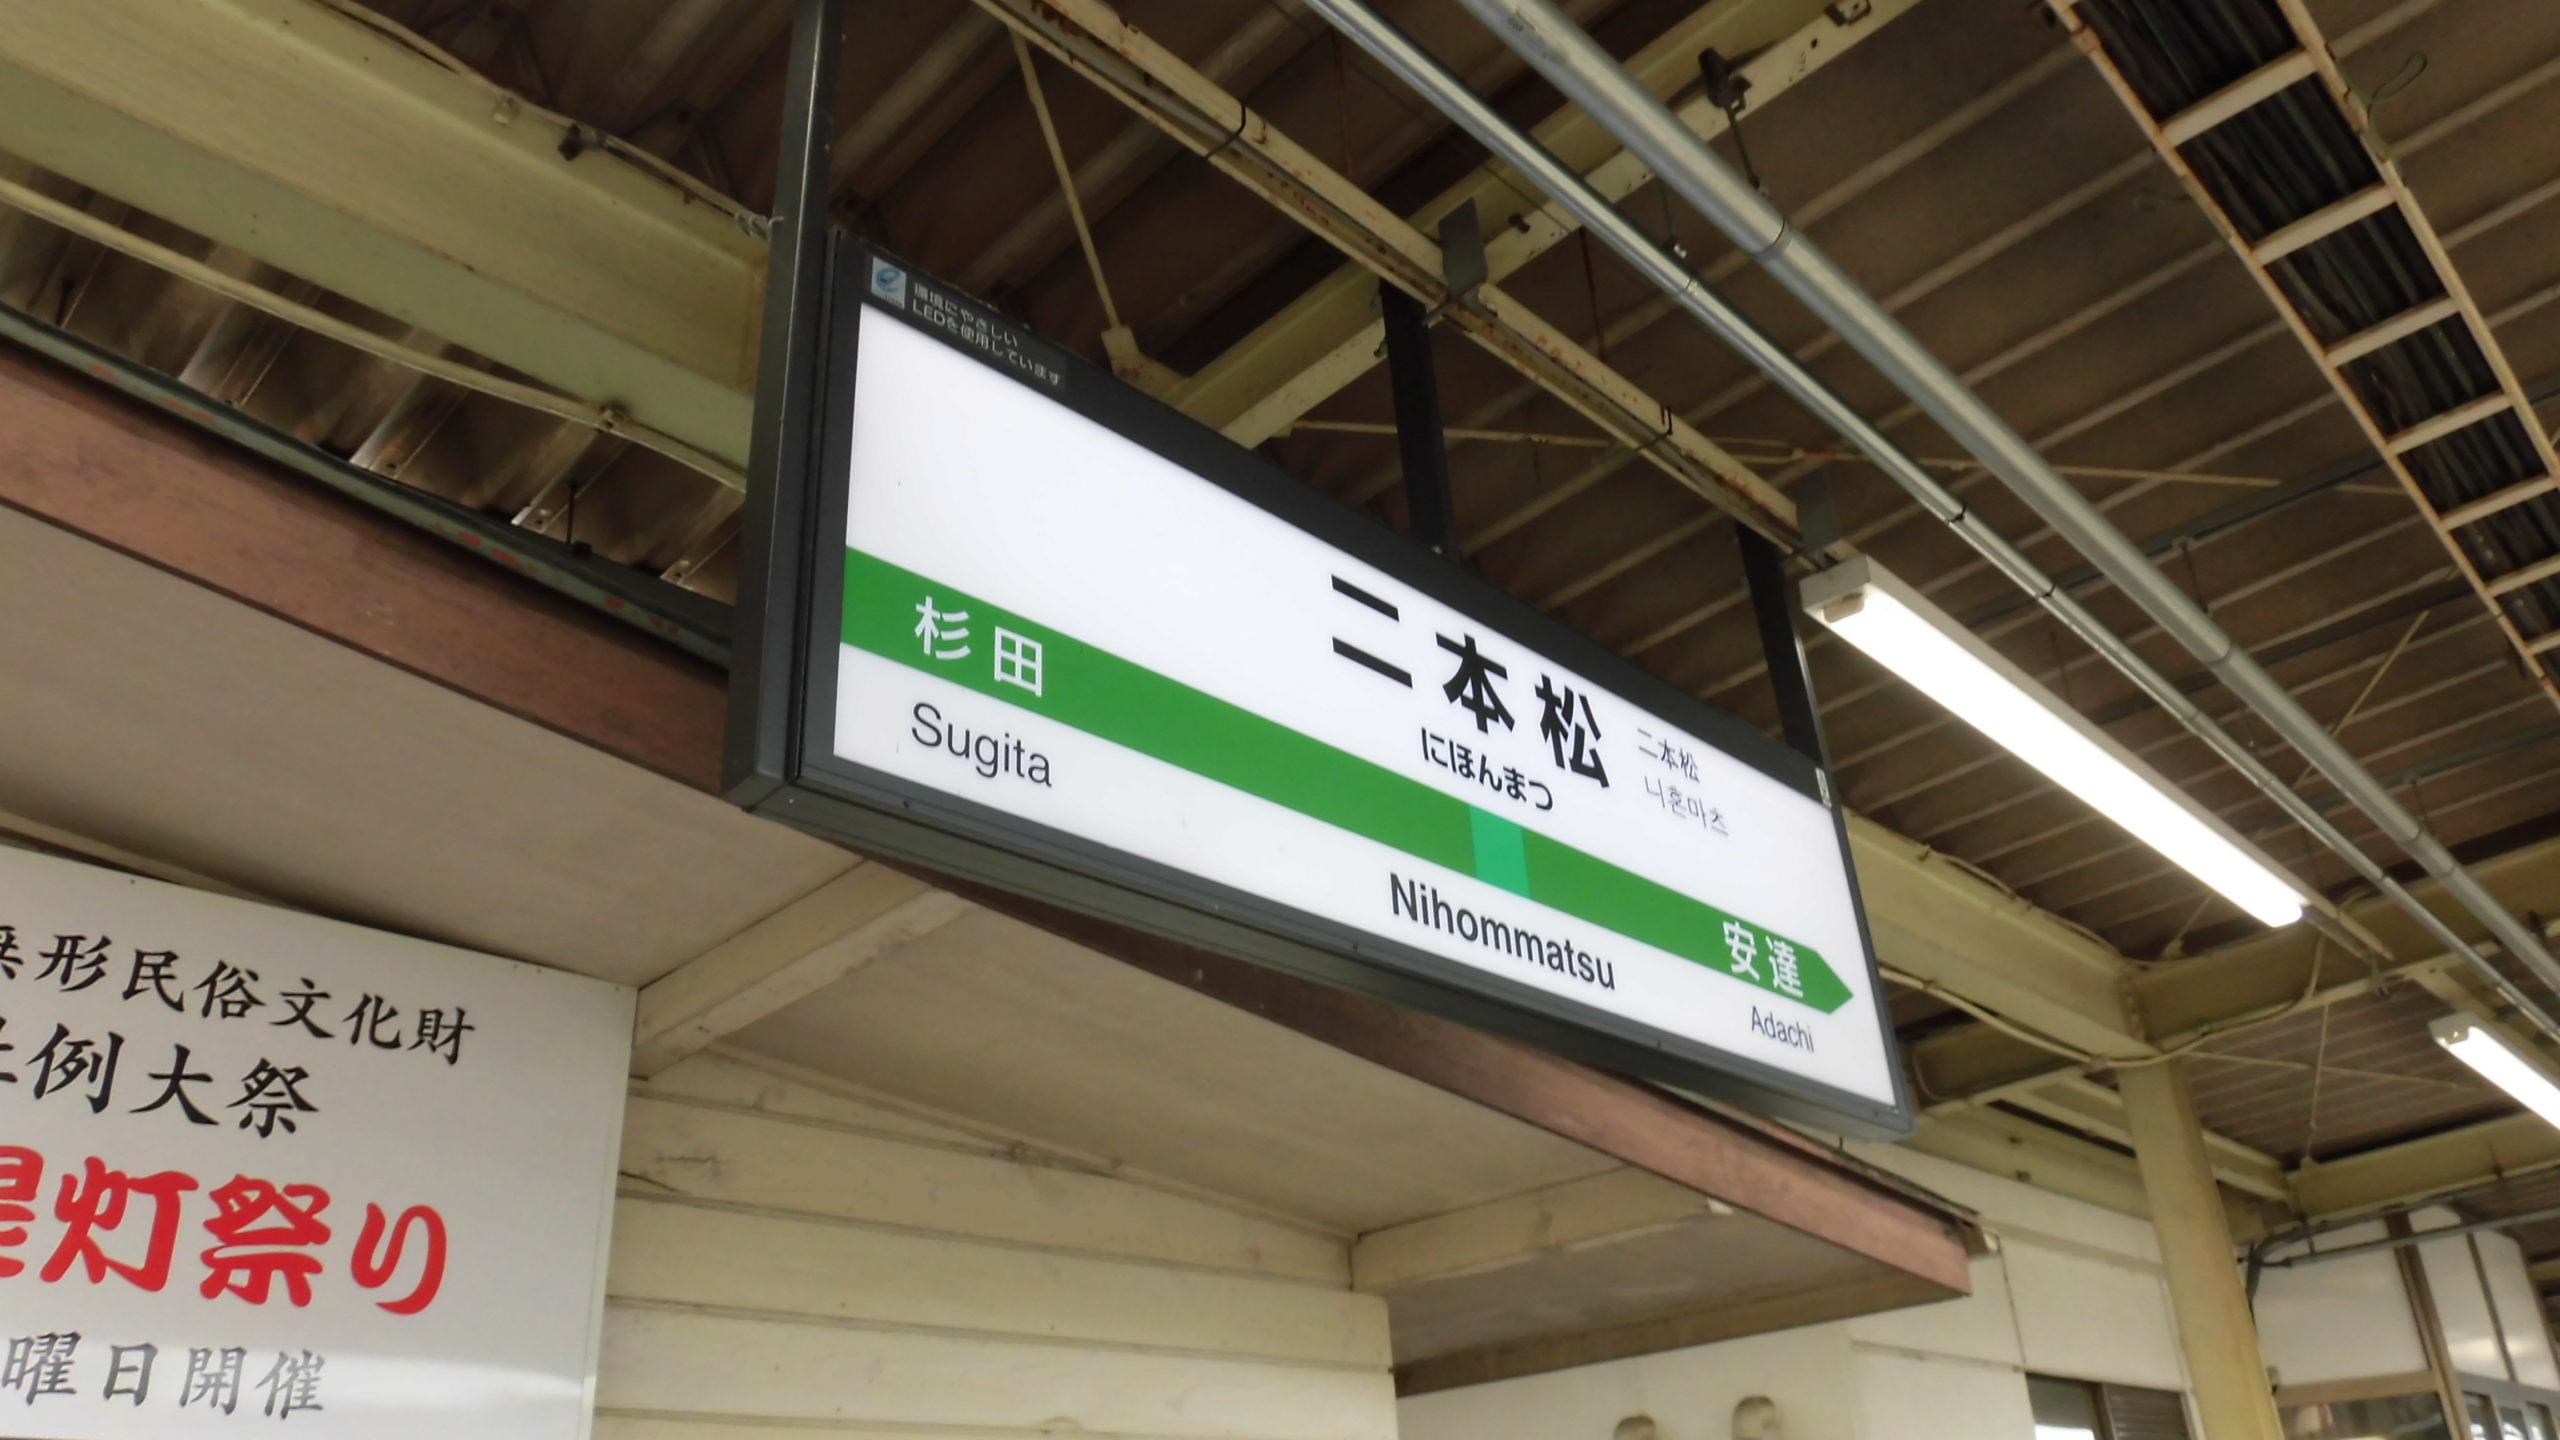 環境にやさしい
LEDを使用しています
二本松
にほんまつ
二本松
니혼마츠
杉田
安達
Sugita
Nihommatsu
Adachi
無形民俗文化財
例大祭
提灯祭り
曜日開催